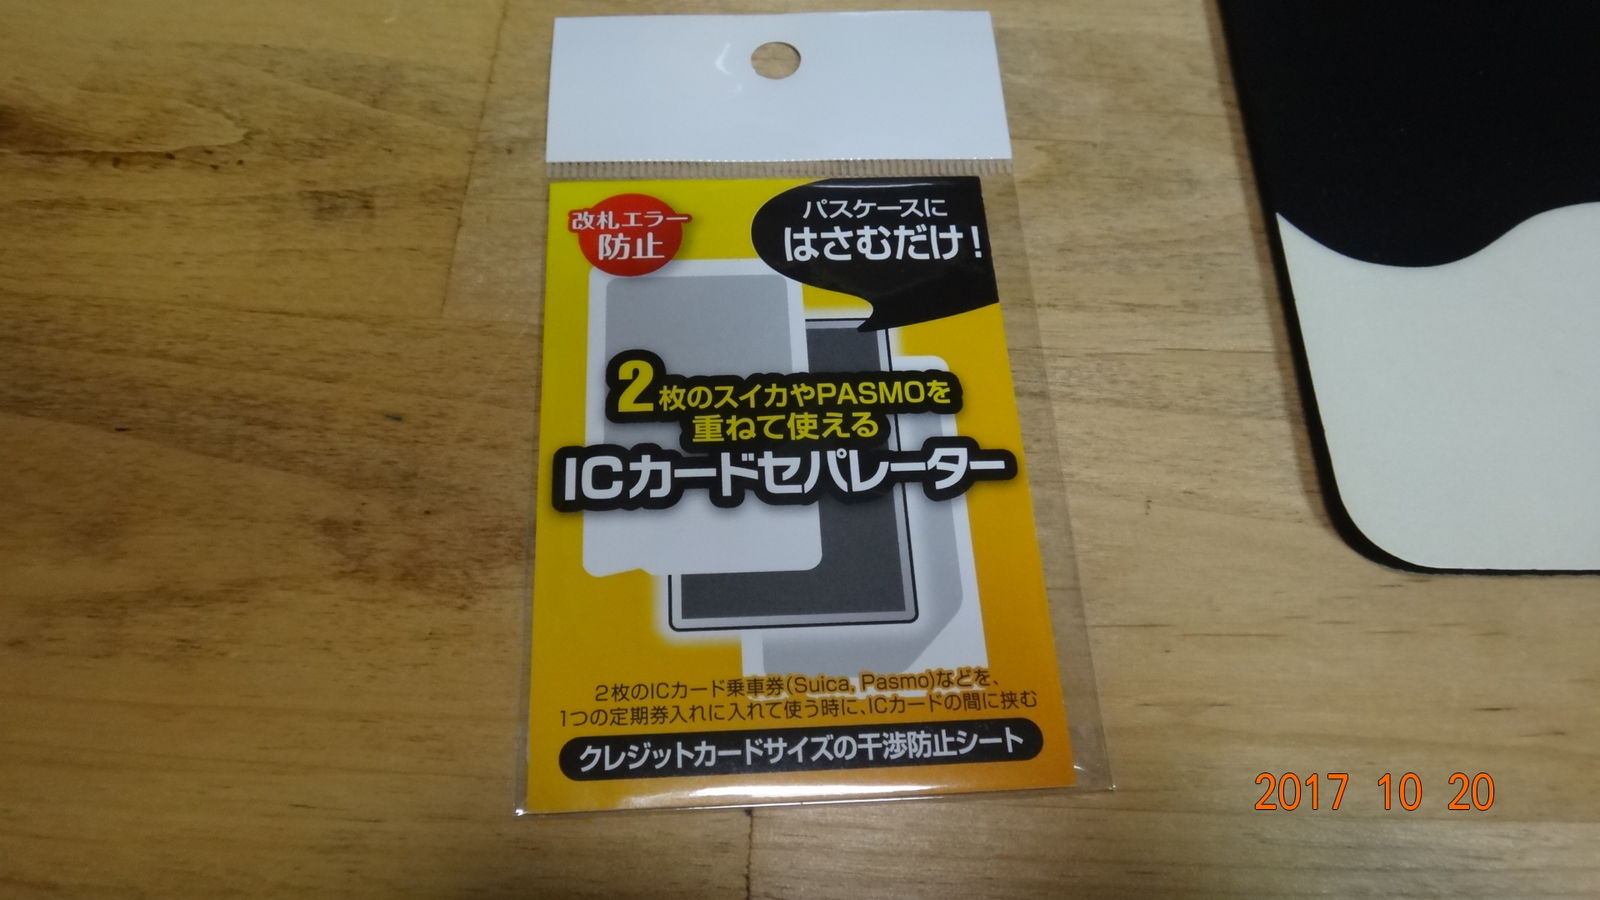 改札エラー
防止
パスケースに
はさむだけ!
2枚のスイカやPASMOを
重ねて使える
ICカードセパレーター
2枚のICカード乗車券(Suica, Pasmo)などを、
1つの定期券入れに入れて使う時に、ICカードの間に挟む
クレジットカードサイズの干渉防止シート
2017 10 20